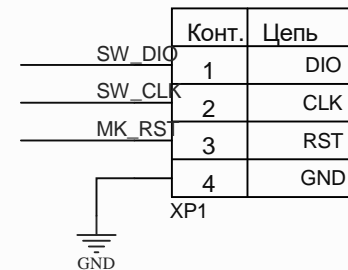 Конт. Цепь
SW_DIO 1 DIO
SW_CLK 2 CLK
MK_RST 3 RST
4 GND
XP1
GND